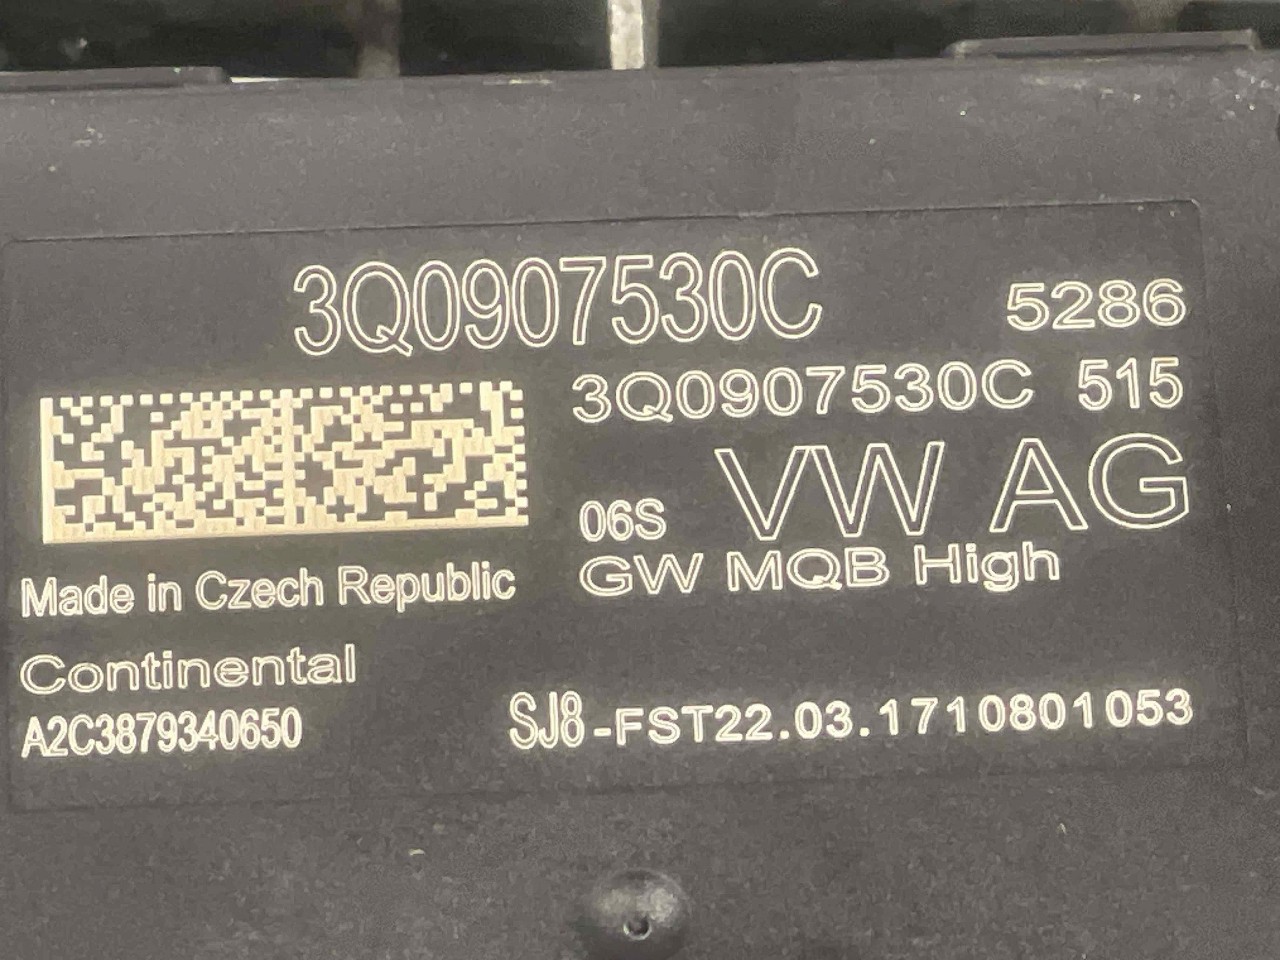 3Q0907530C
5286
3Q0907530C 515
06S VW AG
GW MQB High
Made in Czech Republic
Continental
A2C3879340650
SJ8-FST22.03.1710801053